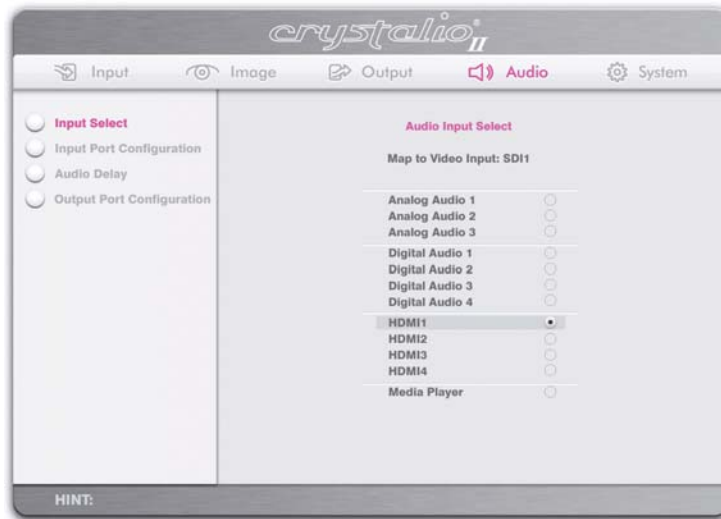 crystalio® II
Input Image Output Audio System
Input Select
Input Port Configuration
Audio Delay
Output Port Configuration
Audio Input Select
Map to Video Input: SDI1
Analog Audio 1
Analog Audio 2
Analog Audio 3
Digital Audio 1
Digital Audio 2
Digital Audio 3
Digital Audio 4
HDMI1
HDMI2
HDMI3
HDMI4
Media Player
HINT: